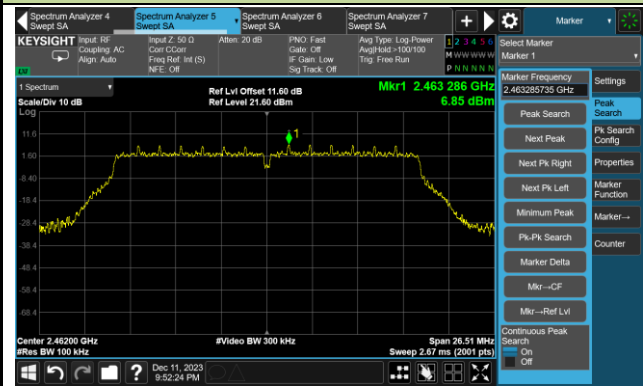 Spectrum Analyzer 4
Swept SA
Spectrum Analyzer 5
Swept SA
Spectrum Analyzer 6
Swept SA
Spectrum Analyzer 7
Swept SA
+
Marker
KEYSIGHT
LXI
Input: RF
Coupling: AC
Align: Auto
Input Z: 50 Ω
Corr CCorr
Freq Ref: Int (S)
NFE: Off
Atten: 20 dB
PNO: Fast
Gate: Off
IF Gain: Low
Sig Track: Off
Avg Type: Log-Power
Avg|Hold:>100/100
Trig: Free Run
1 2 3 4 5 6
M W W W W W
P N N N N N
Select Marker
Marker 1
1 Spectrum
Scale/Div 10 dB
Log
Ref Lvl Offset 11.60 dB
Ref Level 21.60 dBm
Mkr1 2.463 286 GHz
6.85 dBm
1
11.6
1.60
-8.40
-18.4
-28.4
-38.4
-48.4
-58.4
-68.4
Center 2.46200 GHz
#Res BW 100 kHz
#Video BW 300 kHz
Span 26.51 MHz
Sweep 2.67 ms (2001 pts)
Marker Frequency
2.463285735 GHz
Peak Search
Next Peak
Next Pk Right
Next Pk Left
Minimum Peak
Pk-Pk Search
Marker Delta
Mkr→CF
Mkr→Ref Lvl
Continuous Peak
Search
On
Off
Settings
Peak
Search
Pk Search
Config
Properties
Marker
Function
Marker→
Counter
?
Dec 11, 2023
9:52:24 PM